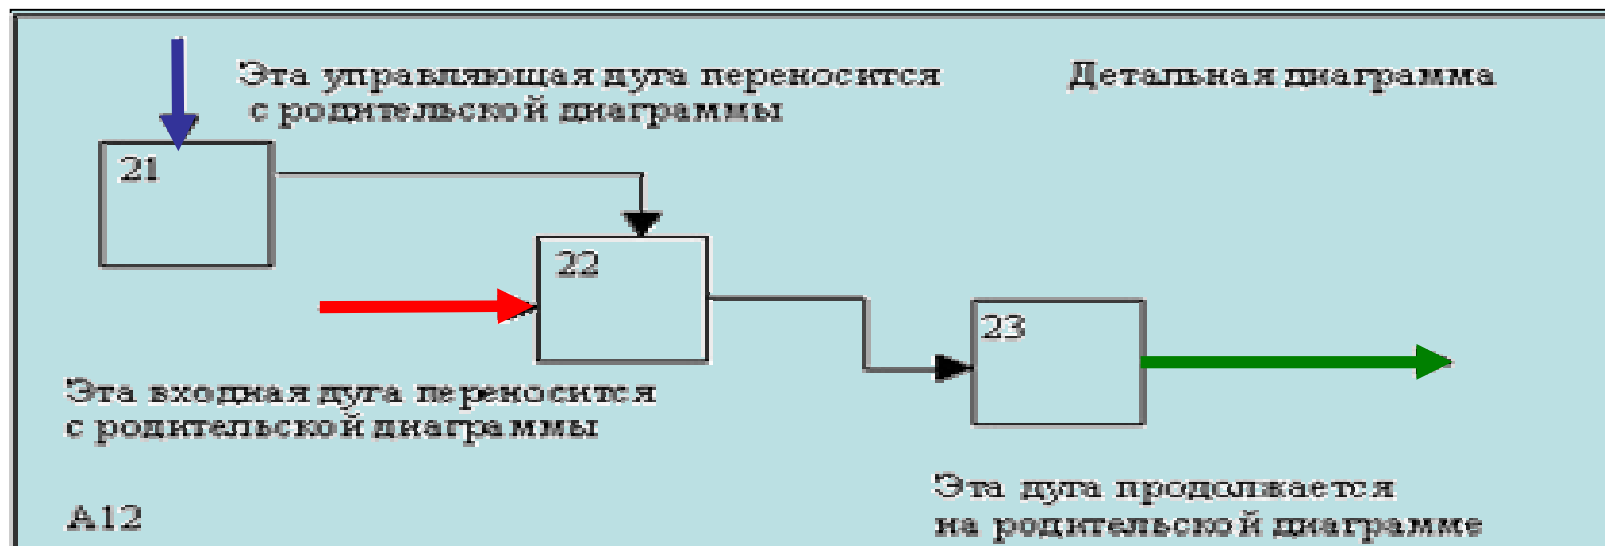 Эта управляющая дуга переносится
с родительской диаграммы
Детальная диаграмма
21
22
23
Эта входная дуга переносится
с родительской диаграммы
Эта дуга продолжается
на родительской диаграмме
А12